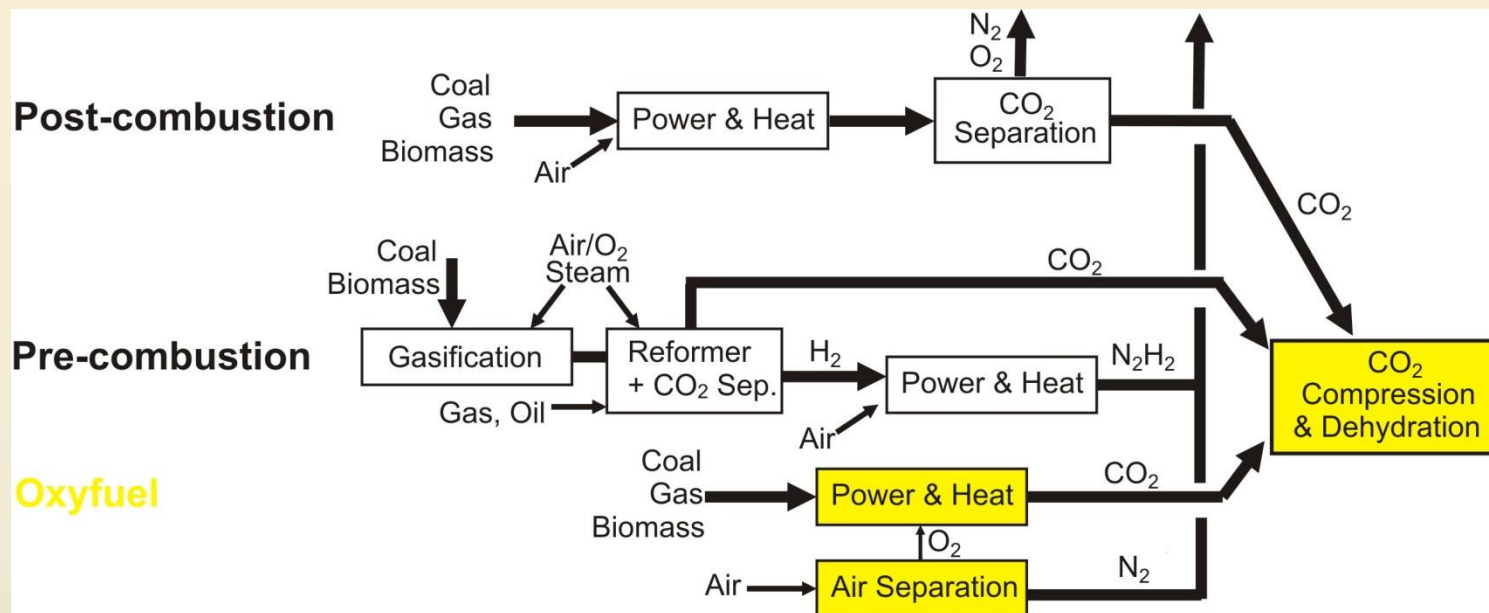 N₂
O₂
Post-combustion
Coal
Gas
Biomass
Air
Power & Heat
CO₂
Separation
CO₂
Pre-combustion
Coal
Biomass
Air/O₂
Steam
Gasification
Gas, Oil
Reformer
+ CO₂ Sep.
CO₂
H₂
Air
Power & Heat
N₂H₂
CO₂
Compression
& Dehydration
Oxyfuel
Coal
Gas
Biomass
Power & Heat
CO₂
O₂
Air
Air Separation
N₂